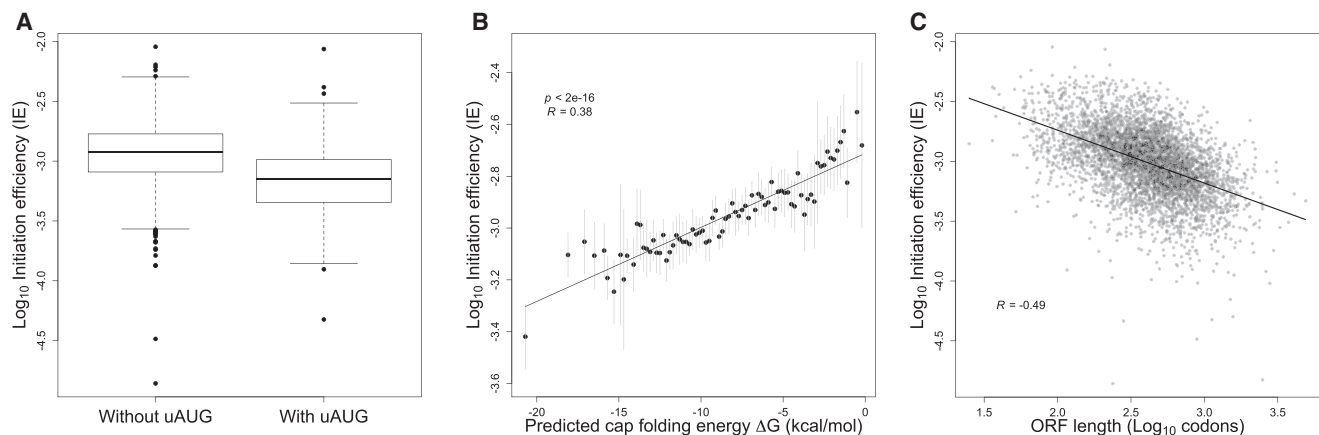 A
Log10 Initiation efficiency (IE)
-2.0
-2.5
-3.0
-3.5
-4.0
-4.5
Without uAUG
With uAUG
B
Log10 Initiation efficiency (IE)
-2.4
-2.6
-2.8
-3.0
-3.2
-3.4
-3.6
p < 2e-16
R = 0.38
-20
-15
-10
-5
0
Predicted cap folding energy ΔG (kcal/mol)
C
Log10 Initiation efficiency (IE)
-2.0
-2.5
-3.0
-3.5
-4.0
-4.5
R = -0.49
1.5
2.0
2.5
3.0
3.5
ORF length (Log10 codons)